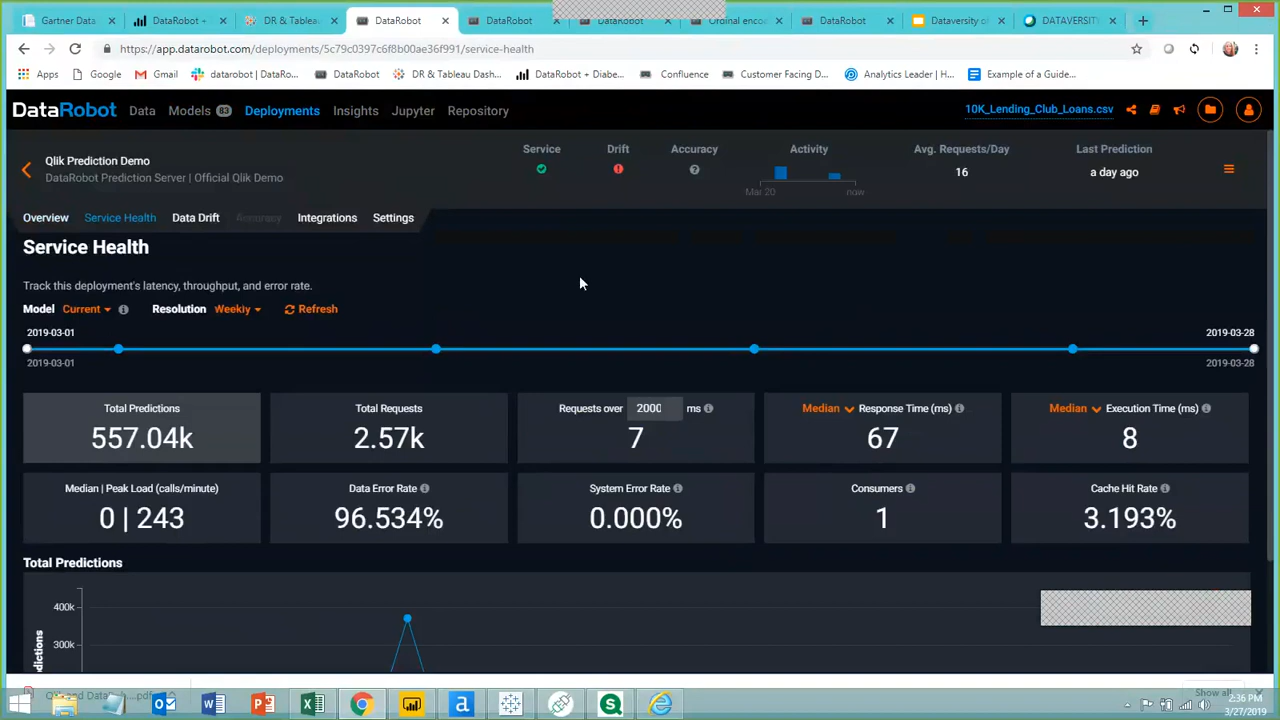 Gartner Data
DataRobot +
DR & Tableau
DataRobot
DataRobot
DataRobot
Ordinal enco
DataRobot
Dataversity o
DATAVERSITY
https://app.datarobot.com/deployments/5c79c0397c6f8b00ae36f991/service-health
Apps
Google
Gmail
datarobot | DataRo...
DataRobot
DR & Tableau Dash...
DataRobot + Diabe...
Confluence
Customer Facing D...
Analytics Leader | H...
Example of a Guide...
DataRobot
Data
Models 83
Deployments
Insights
Jupyter
Repository
10K_Lending_Club_Loans.csv
Qlik Prediction Demo
DataRobot Prediction Server | Official Qlik Demo
Service
Drift
Accuracy
Activity
Mar 20
now
Avg. Requests/Day
16
Last Prediction
a day ago
Overview
Service Health
Data Drift
Accuracy
Integrations
Settings
Service Health
Track this deployment's latency, throughput, and error rate.
Model Current
Resolution Weekly
Refresh
2019-03-01
2019-03-28
2019-03-01
2019-03-28
Total Predictions
557.04k
Total Requests
2.57k
Requests over 2000 ms
7
Median Response Time (ms)
67
Median Execution Time (ms)
8
Median | Peak Load (calls/minute)
0 | 243
Data Error Rate
96.534%
System Error Rate
0.000%
Consumers
1
Cache Hit Rate
3.193%
Total Predictions
400k
300k
Show all
2:36 PM
3/27/2019